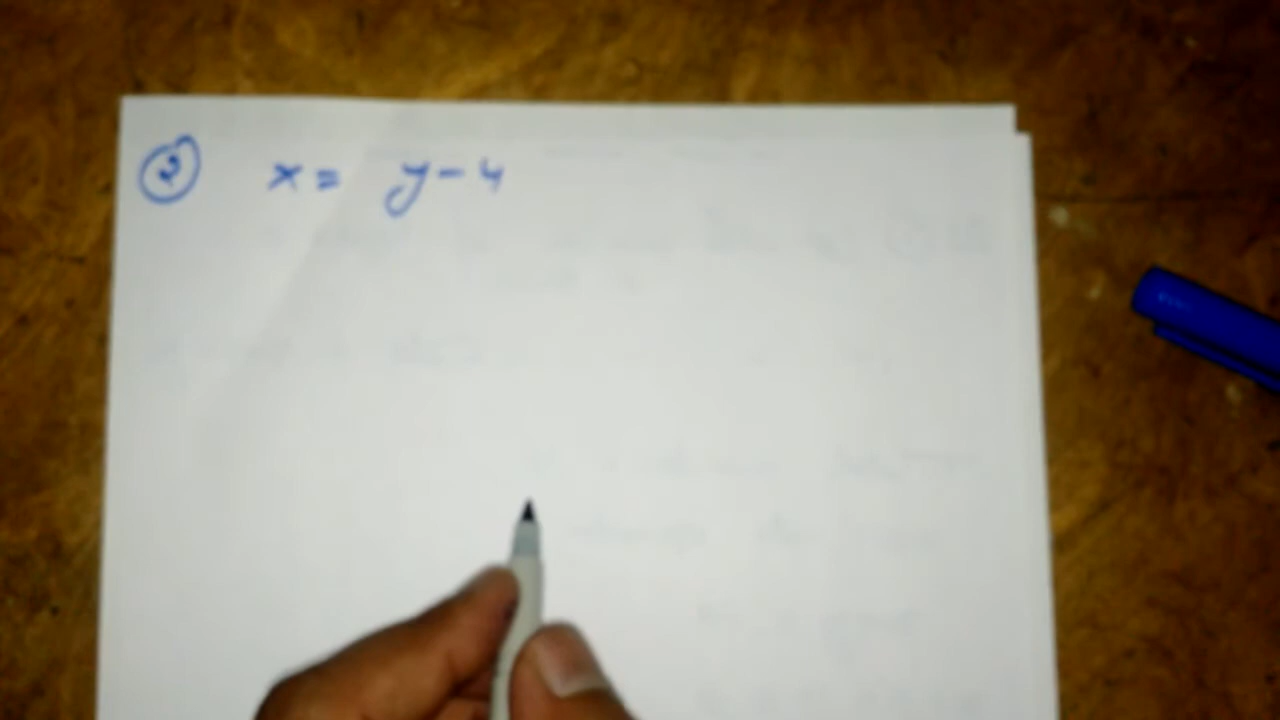 ② x = y - 4